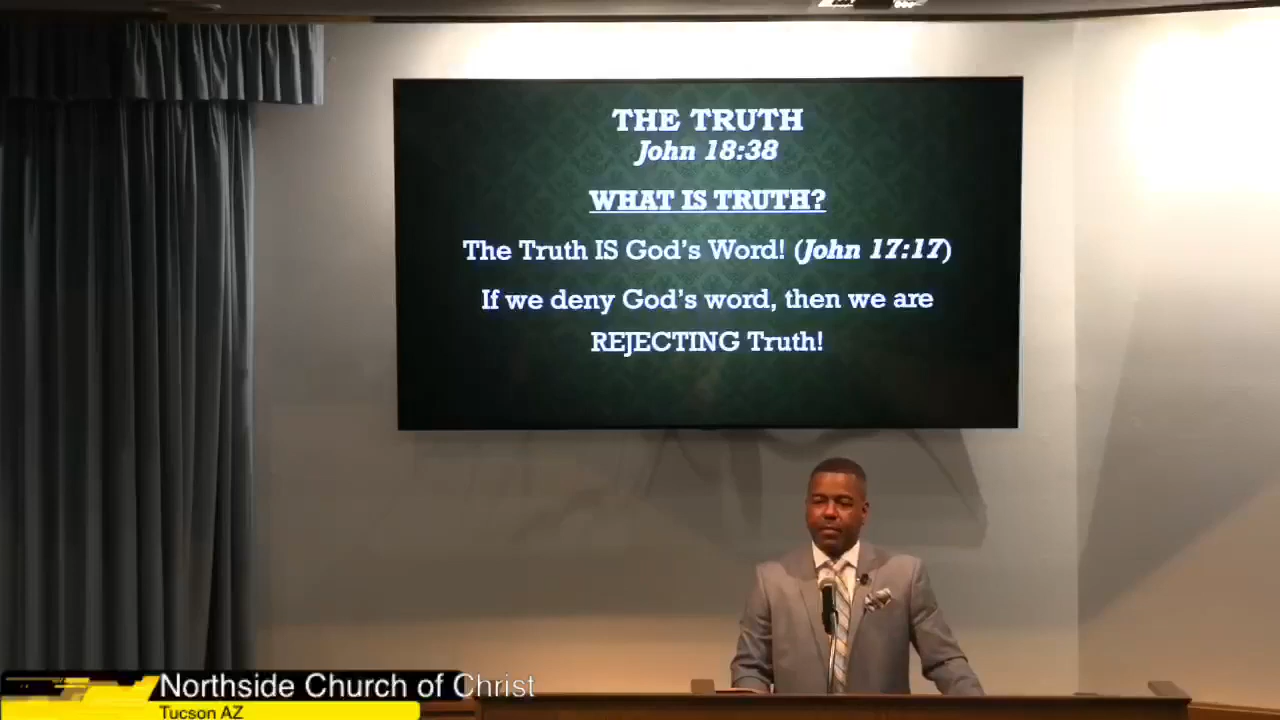 THE TRUTH
John 18:38
WHAT IS TRUTH?
The Truth IS God's Word! (John 17:17)
If we deny God's word, then we are
REJECTING Truth!
Northside Church of Christ
Tucson AZ